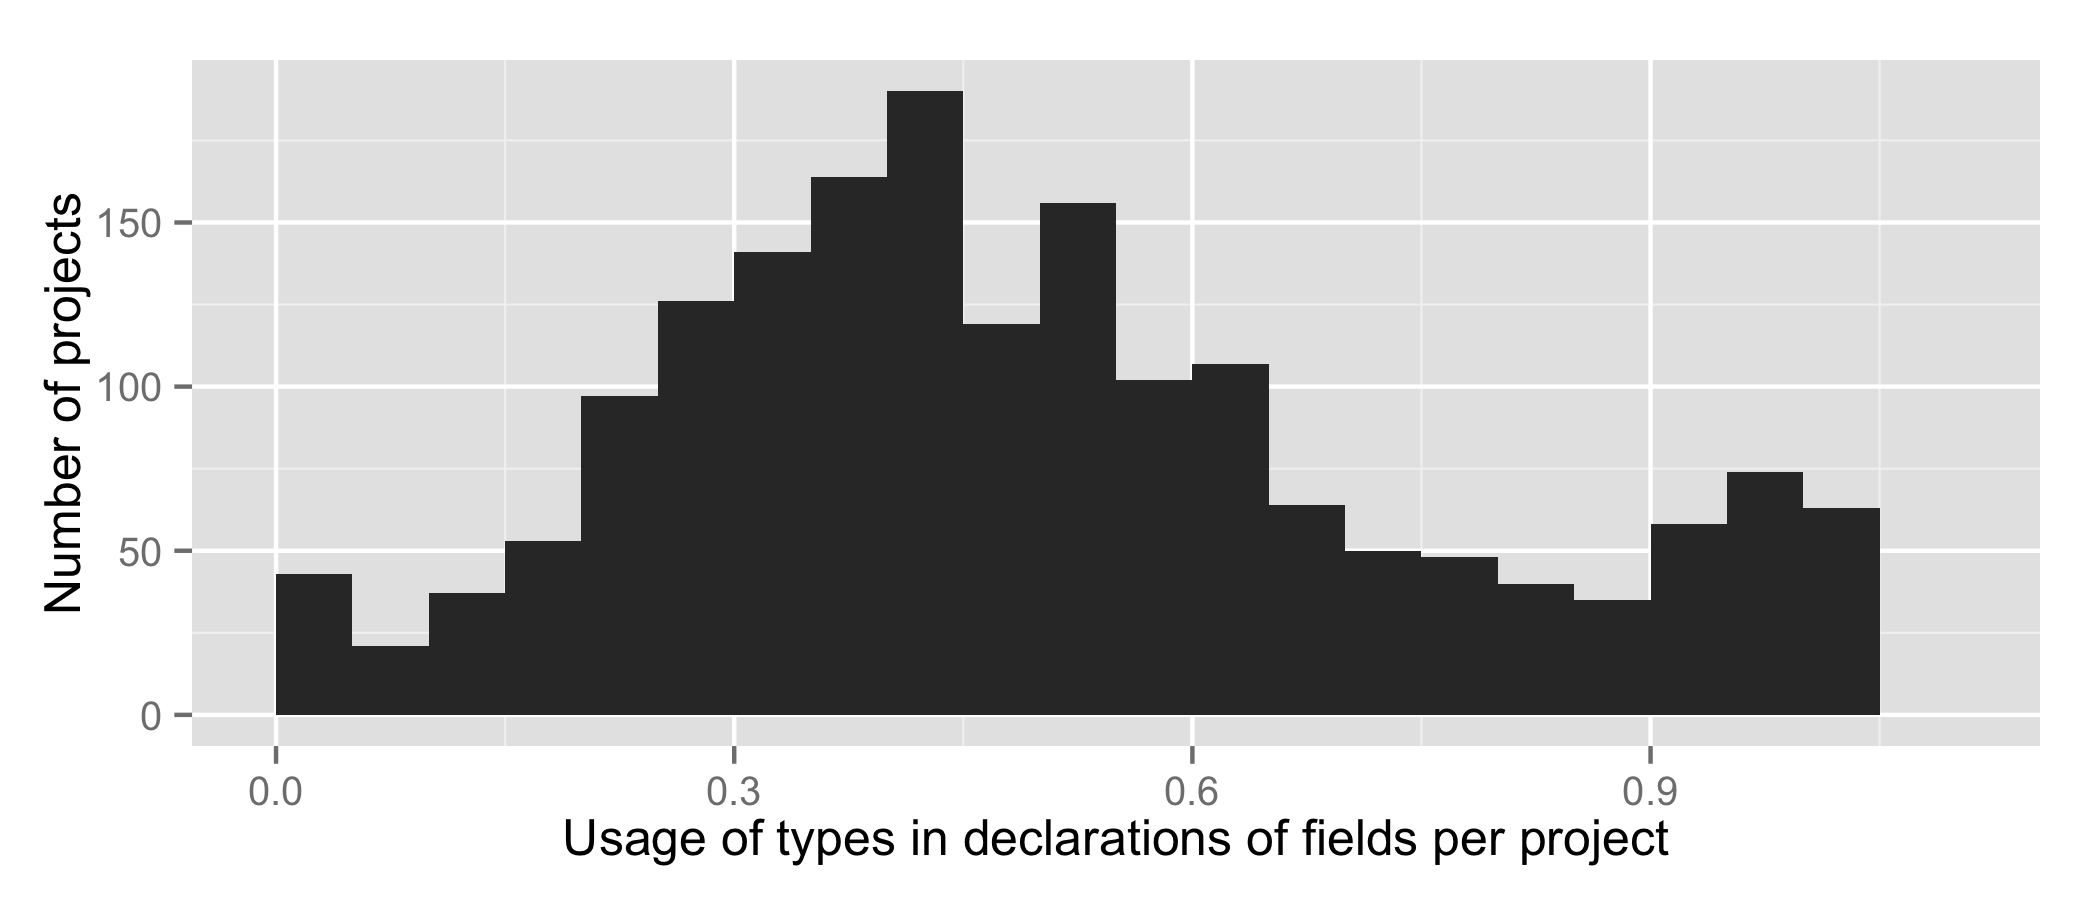 Number of projects
150
100
50
0
0.0 0.3 0.6 0.9
Usage of types in declarations of fields per project